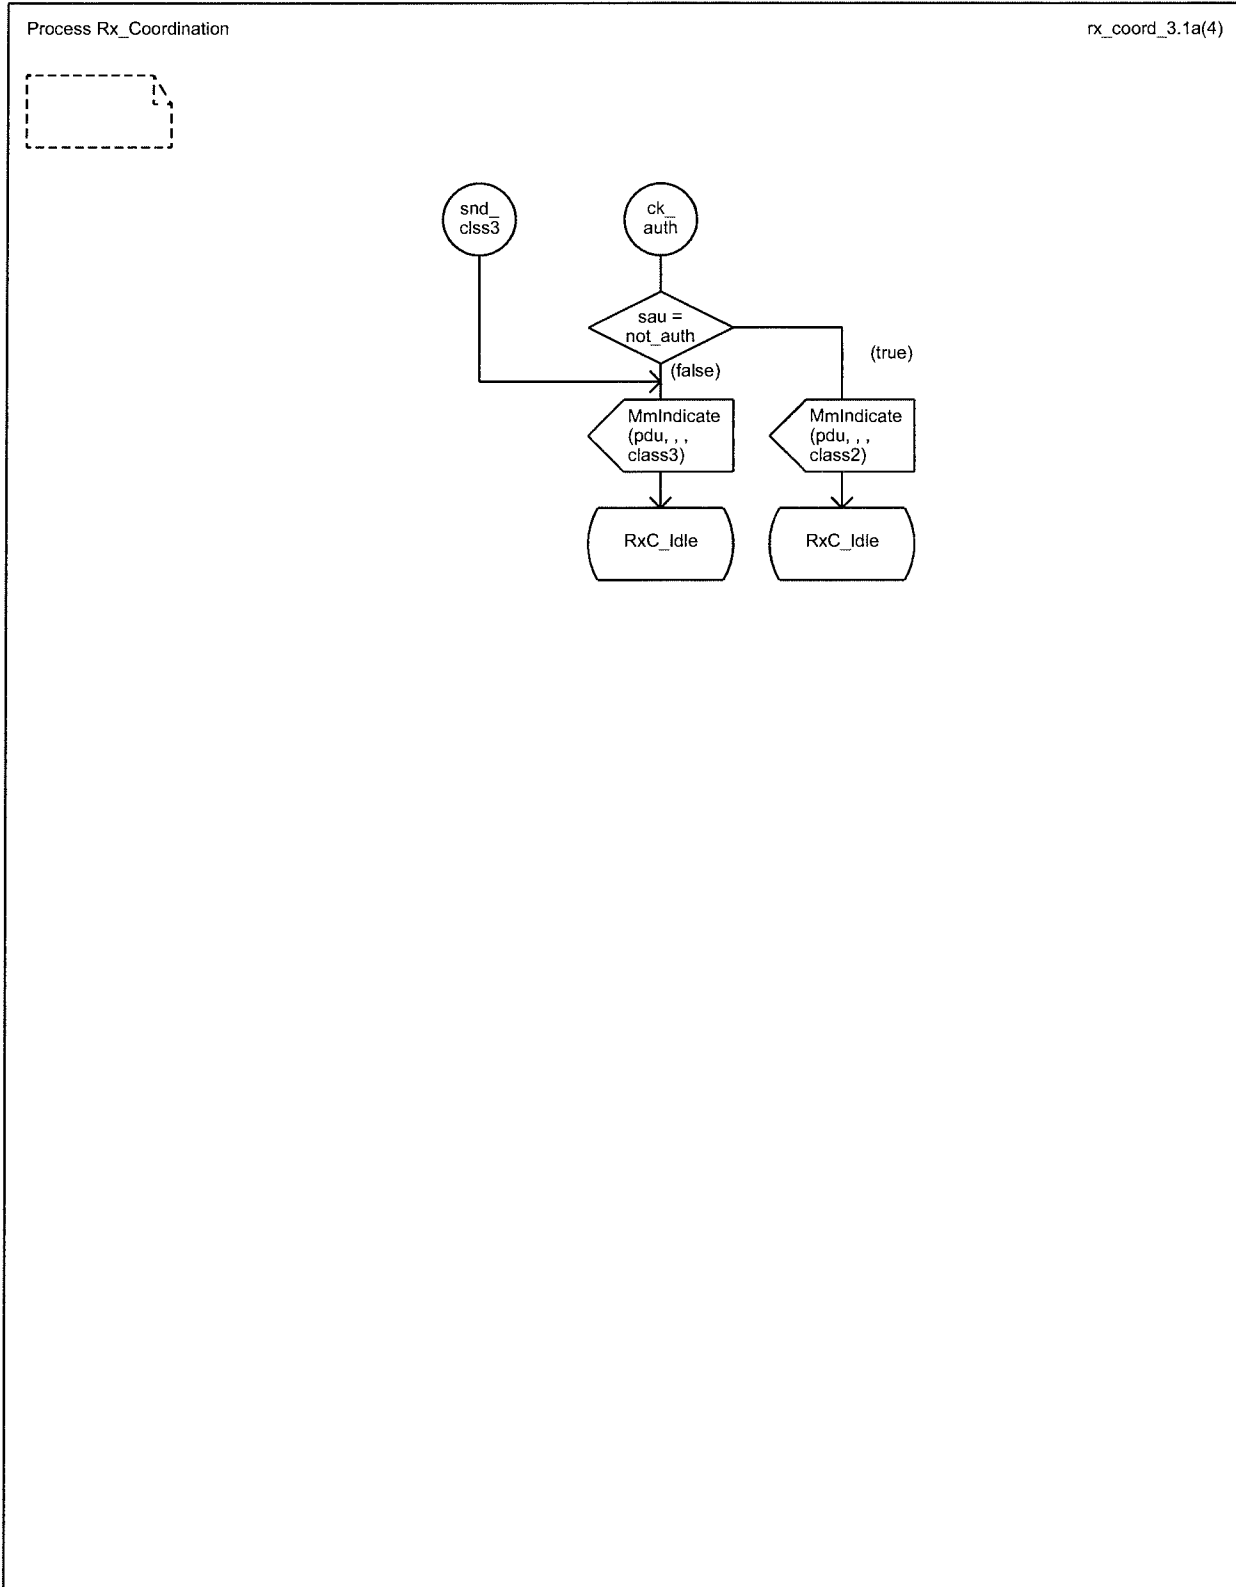 Process Rx_Coordination
rx_coord_3.1a(4)
snd_
clss3
ck_
auth
sau =
not_auth
(true)
(false)
MmIndicate
(pdu, , ,
class3)
MmIndicate
(pdu, , ,
class2)
RxC_Idle
RxC_Idle